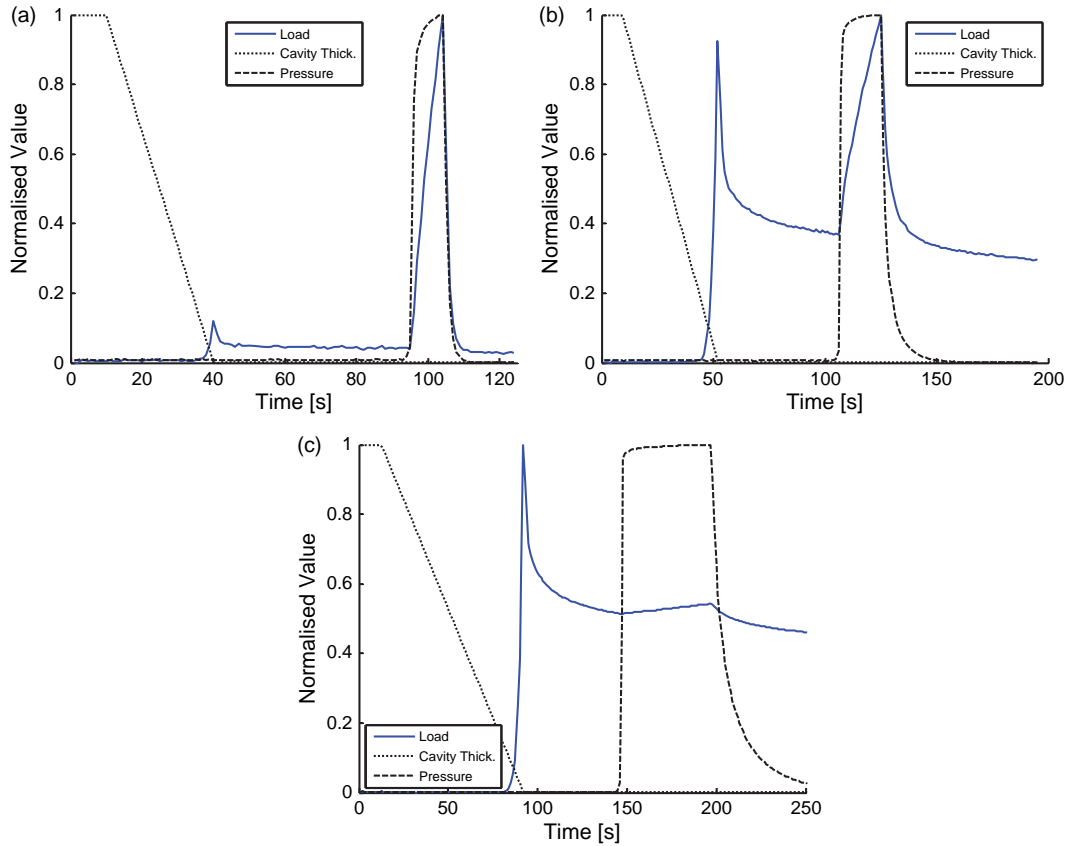 (a)
Normalised Value
1
0.8
0.6
0.4
0.2
0
0 20 40 60 80 100 120
Time [s]
Load
Cavity Thick.
Pressure
(b)
Normalised Value
1
0.8
0.6
0.4
0.2
0
0 50 100 150 200
Time [s]
Load
Cavity Thick.
Pressure
(c)
Normalised Value
1
0.8
0.6
0.4
0.2
0
0 50 100 150 200 250
Time [s]
Load
Cavity Thick.
Pressure